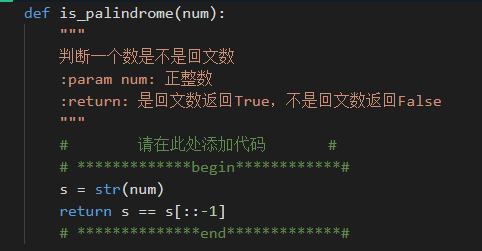 def is_palindrome(num):
"""
判断一个数是不是回文数
:param num: 正整数
:return: 是回文数返回True，不是回文数返回False
"""
# 请在此处添加代码 #
# *************begin************#
s = str(num)
return s == s[::-1]
# **************end*************#